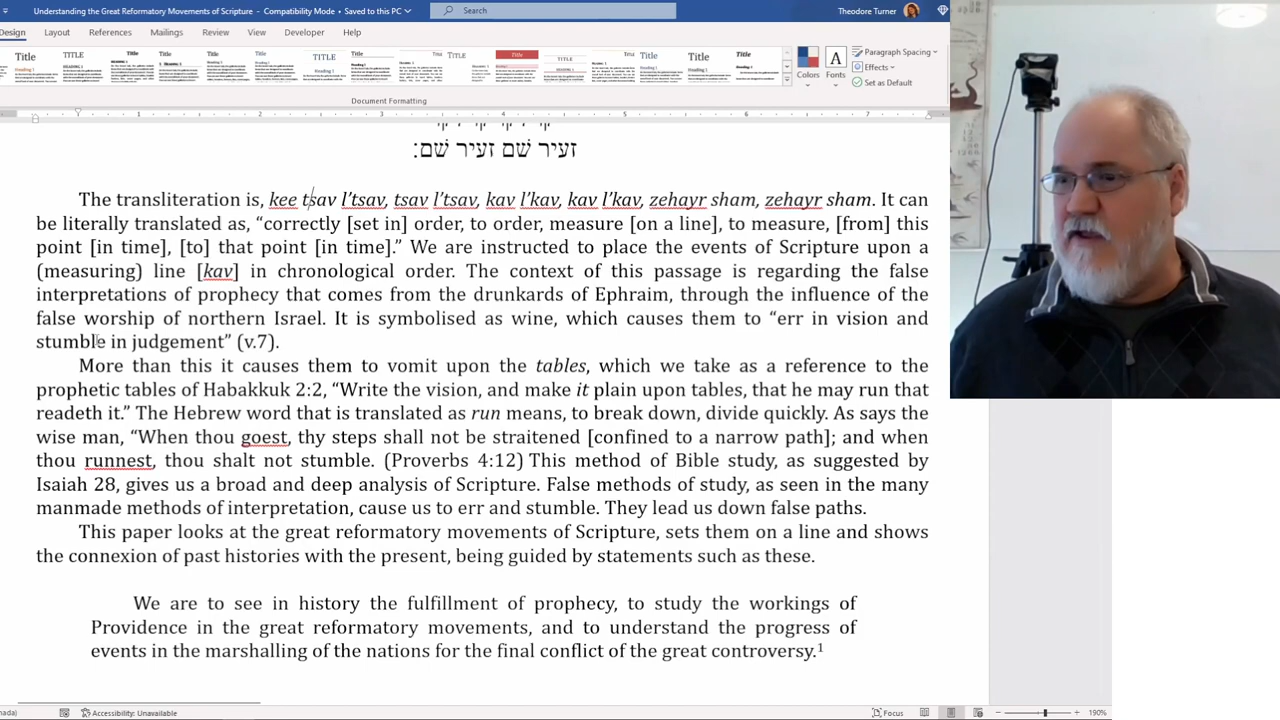 Understanding the Great Reformatory Movements of Scripture - Compatibility Mode • Saved to this PC
Search
Theodore Turner
Design Layout References Mailings Review View Developer Help
Paragraph Spacing
Effects
Set as Default
Colors Fonts
Document Formatting
זעיר שׁם זעיר שׁם׃
The transliteration is, kee tsav l’tsav, tsav l’tsav, kav l’kav, kav l’kav, zehayr sham, zehayr sham. It can
be literally translated as, “correctly [set in] order, to order, measure [on a line], to measure, [from] this
point [in time], [to] that point [in time].” We are instructed to place the events of Scripture upon a
(measuring) line [kav] in chronological order. The context of this passage is regarding the false
interpretations of prophecy that comes from the drunkards of Ephraim, through the influence of the
false worship of northern Israel. It is symbolised as wine, which causes them to “err in vision and
stumble in judgement” (v.7).
More than this it causes them to vomit upon the tables, which we take as a reference to the
prophetic tables of Habakkuk 2:2, “Write the vision, and make it plain upon tables, that he may run that
readeth it.” The Hebrew word that is translated as run means, to break down, divide quickly. As says the
wise man, “When thou goest, thy steps shall not be straitened [confined to a narrow path]; and when
thou runnest, thou shalt not stumble. (Proverbs 4:12) This method of Bible study, as suggested by
Isaiah 28, gives us a broad and deep analysis of Scripture. False methods of study, as seen in the many
manmade methods of interpretation, cause us to err and stumble. They lead us down false paths.
This paper looks at the great reformatory movements of Scripture, sets them on a line and shows
the connexion of past histories with the present, being guided by statements such as these.
We are to see in history the fulfillment of prophecy, to study the workings of
Providence in the great reformatory movements, and to understand the progress of
events in the marshalling of the nations for the final conflict of the great controversy.¹
Accessibility: Unavailable
Focus
190%